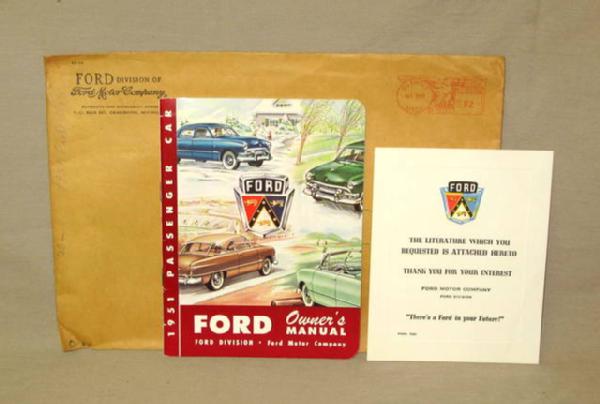 FORD DIVISION OF
Ford Motor Company
1951 PASSENGER CAR
FORD
FORD Owner's
MANUAL
FORD DIVISION • Ford Motor Company
FORD
THE LITERATURE WHICH YOU
REQUESTED IS ATTACHED HERETO
THANK YOU FOR YOUR INTEREST
FORD MOTOR COMPANY
FORD DIVISION
"There's a Ford in your future!"